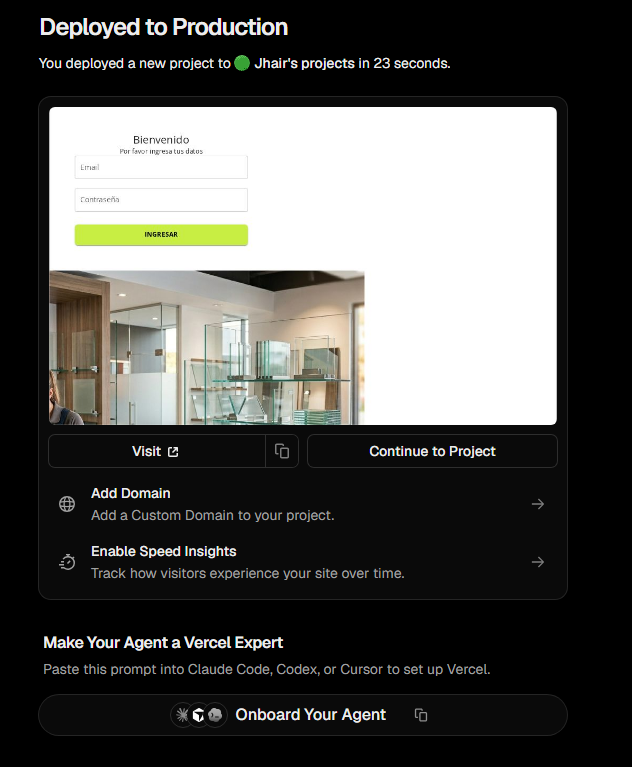 Deployed to Production
You deployed a new project to Jhair's projects in 23 seconds.
Bienvenido
Por favor ingresa tus datos
Email
Contraseña
INGRESAR
Visit
Continue to Project
Add Domain
Add a Custom Domain to your project.
Enable Speed Insights
Track how visitors experience your site over time.
Make Your Agent a Vercel Expert
Paste this prompt into Claude Code, Codex, or Cursor to set up Vercel.
Onboard Your Agent